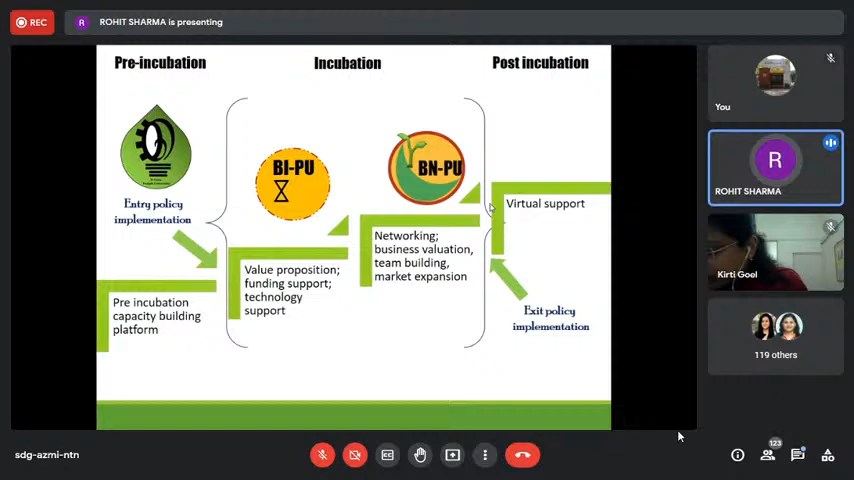 REC
R
ROHIT SHARMA is presenting
Pre-incubation
Incubation
Post incubation
BI-PU
BN-PU
Entry policy
implementation
Virtual support
Networking;
business valuation,
team building,
market expansion
Value proposition;
funding support;
technology
support
Pre incubation
capacity building
platform
Exit policy
implementation
You
R
ROHIT SHARMA
Kirti Goel
119 others
sdg-azmi-ntn
CC
123